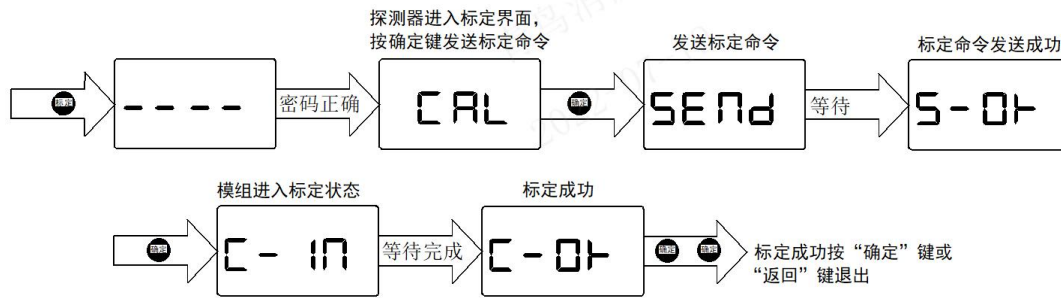 探测器进入标定界面,
按确定键发送标定命令
发送标定命令
标定命令发送成功
标定
- - - -
密码正确
CAL
确定
SEND
等待
S-OK
模组进入标定状态
标定成功
确定
C-IN
等待完成
C-OK
确定 确定
标定成功按“确定”键或
“返回”键退出